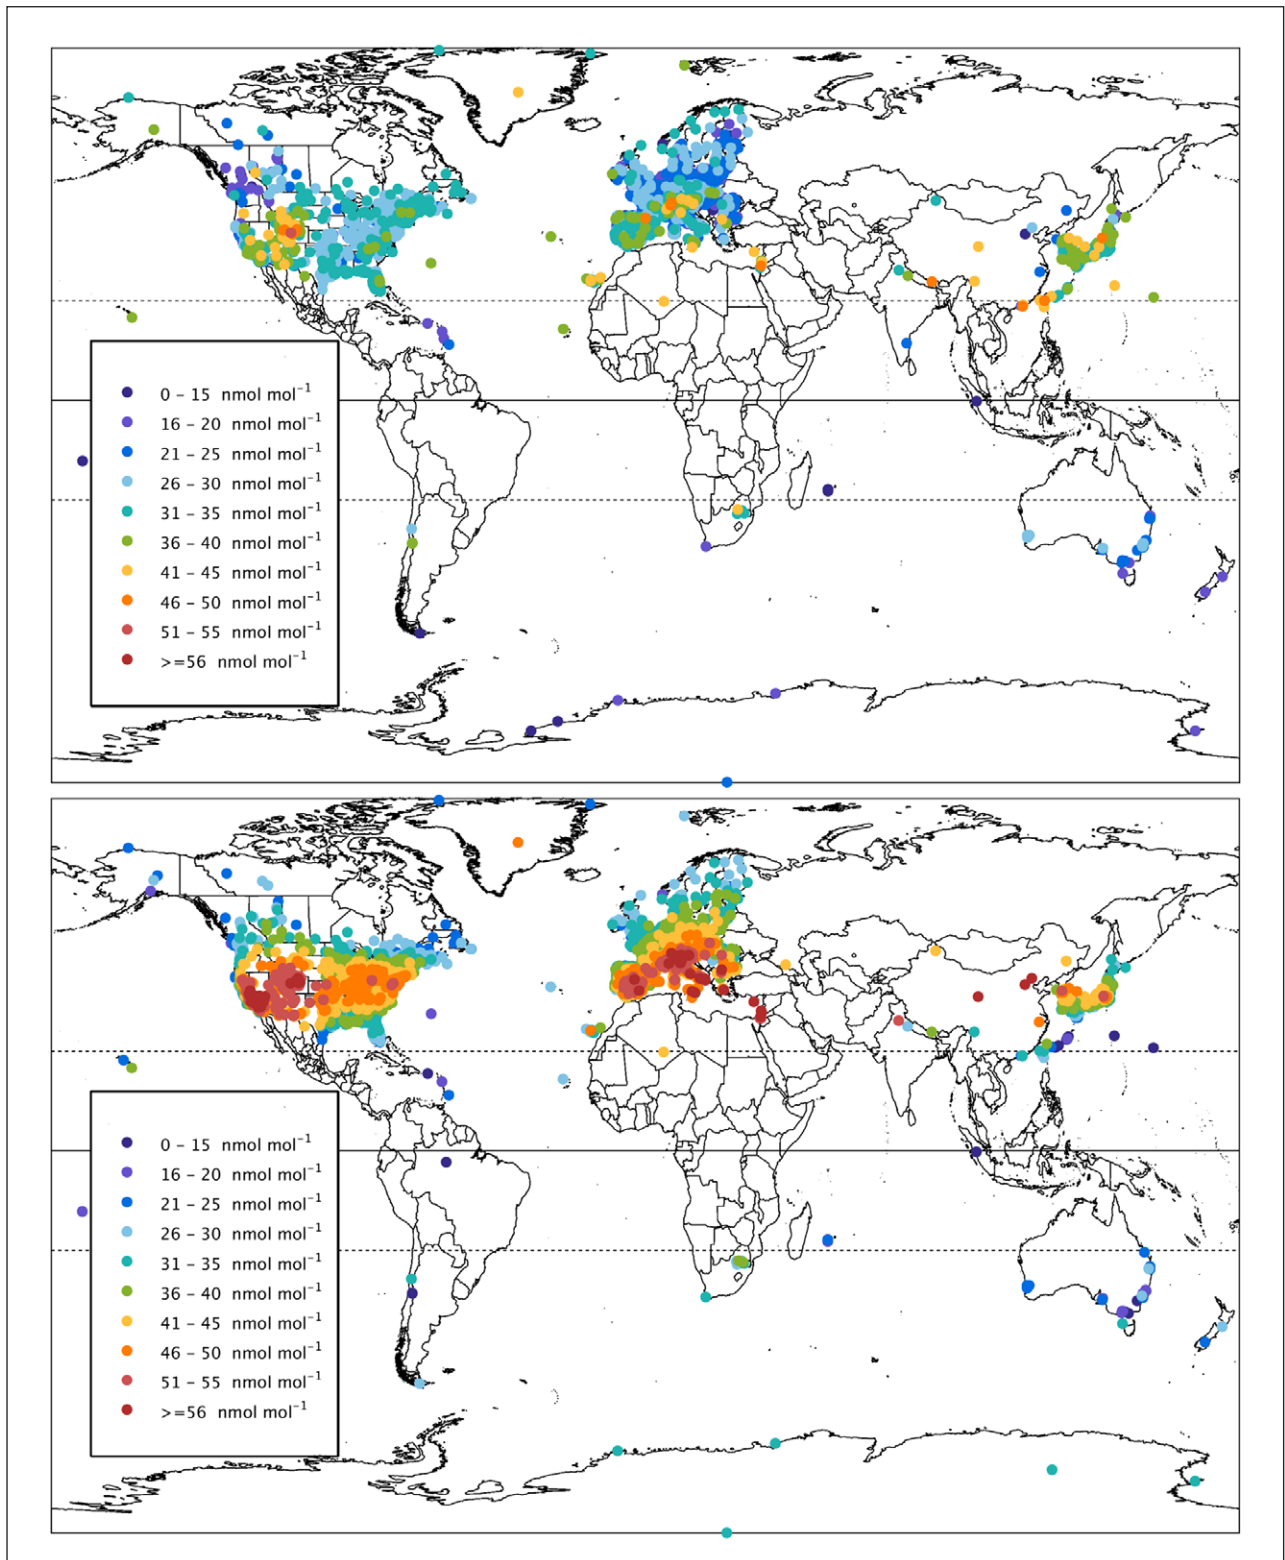 0 – 15 nmol mol⁻¹
16 – 20 nmol mol⁻¹
21 – 25 nmol mol⁻¹
26 – 30 nmol mol⁻¹
31 – 35 nmol mol⁻¹
36 – 40 nmol mol⁻¹
41 – 45 nmol mol⁻¹
46 – 50 nmol mol⁻¹
51 – 55 nmol mol⁻¹
>=56 nmol mol⁻¹
0 – 15 nmol mol⁻¹
16 – 20 nmol mol⁻¹
21 – 25 nmol mol⁻¹
26 – 30 nmol mol⁻¹
31 – 35 nmol mol⁻¹
36 – 40 nmol mol⁻¹
41 – 45 nmol mol⁻¹
46 – 50 nmol mol⁻¹
51 – 55 nmol mol⁻¹
>=56 nmol mol⁻¹